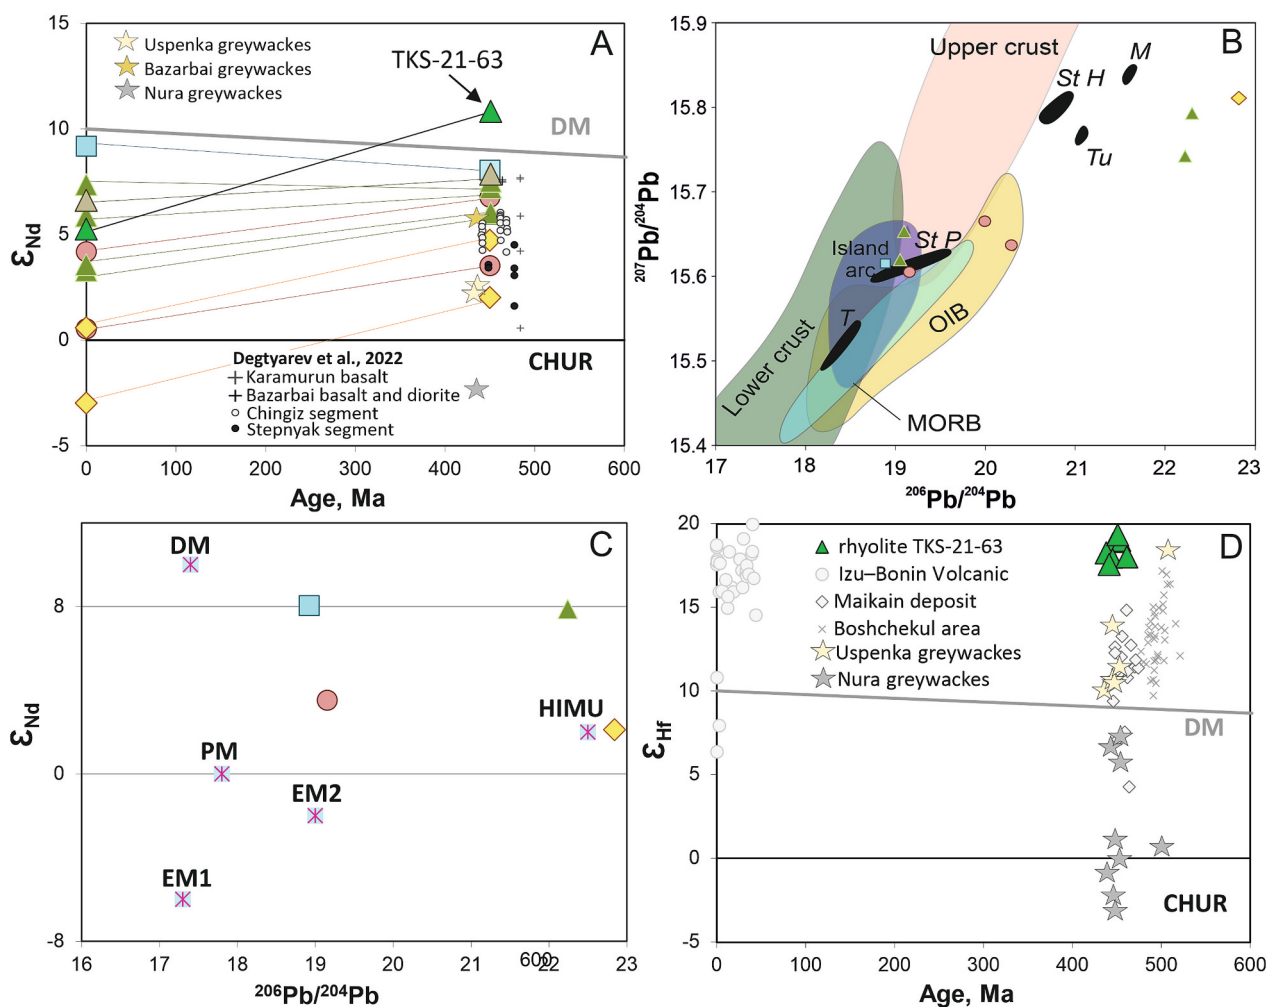 A
15
10
5
0
-5
εNd
Uspenka greywackes
Bazarbai greywackes
Nura greywackes
TKS-21-63
DM
CHUR
Degtyarev et al., 2022
Karamurun basalt
Bazarbai basalt and diorite
Chingiz segment
Stepnyak segment
0 100 200 300 400 500 600
Age, Ma
B
15.9
15.8
15.7
15.6
15.5
15.4
207Pb/204Pb
Upper crust
M
St H
Tu
St P
Island
arc
T
OIB
Lower crust
MORB
17 18 19 20 21 22 23
206Pb/204Pb
C
8
0
-8
εNd
DM
HIMU
PM
EM2
EM1
16 17 18 19 20 21 22 23
600
206Pb/204Pb
D
20
15
10
5
0
-5
εHf
rhyolite TKS-21-63
Izu–Bonin Volcanic
Maikain deposit
Boshchekul area
Uspenka greywackes
Nura greywackes
DM
CHUR
0 100 200 300 400 500 600
Age, Ma